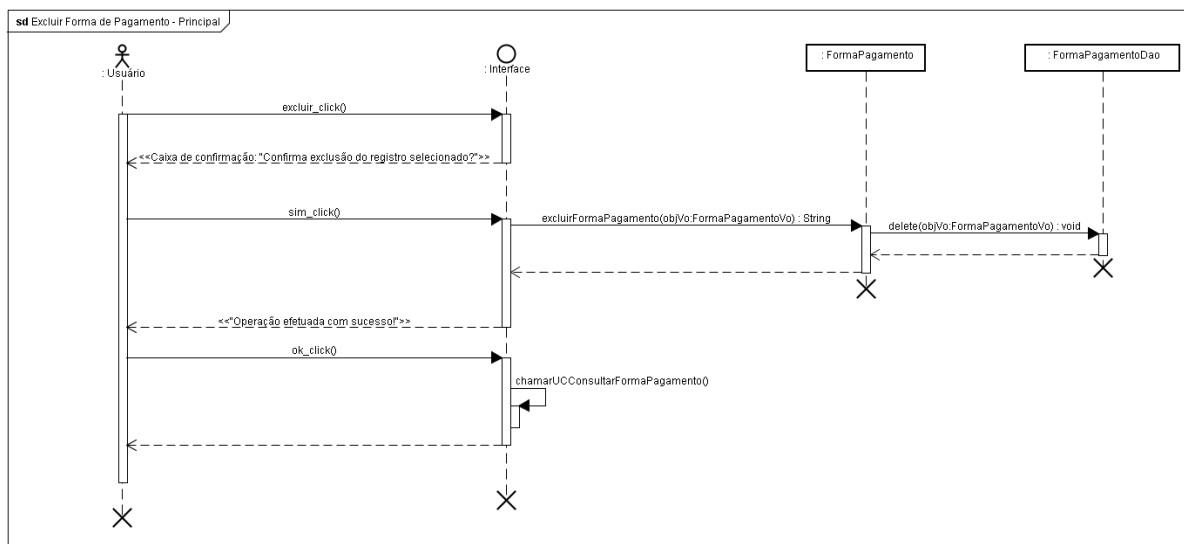 sd Excluir Forma de Pagamento - Principal
: Usuário
: Interface
: FormaPagamento
: FormaPagamentoDao
excluir_click()
<<Caixa de confirmação: "Confirma exclusão do registro selecionado?">>
sim_click()
excluirFormaPagamento(objVo:FormaPagamentoVo) : String
delete(objVo:FormaPagamentoVo) : void
<<"Operação efetuada com sucesso!">>
ok_click()
chamarUCConsultarFormaPagamento()